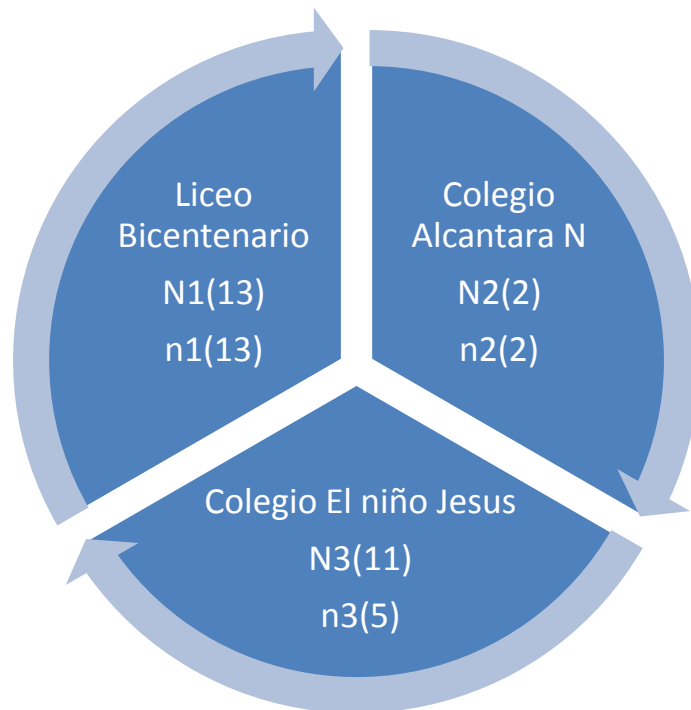 Liceo
Bicentenario
N1(13)
n1(13)
Colegio
Alcantara N
N2(2)
n2(2)
Colegio El niño Jesus
N3(11)
n3(5)